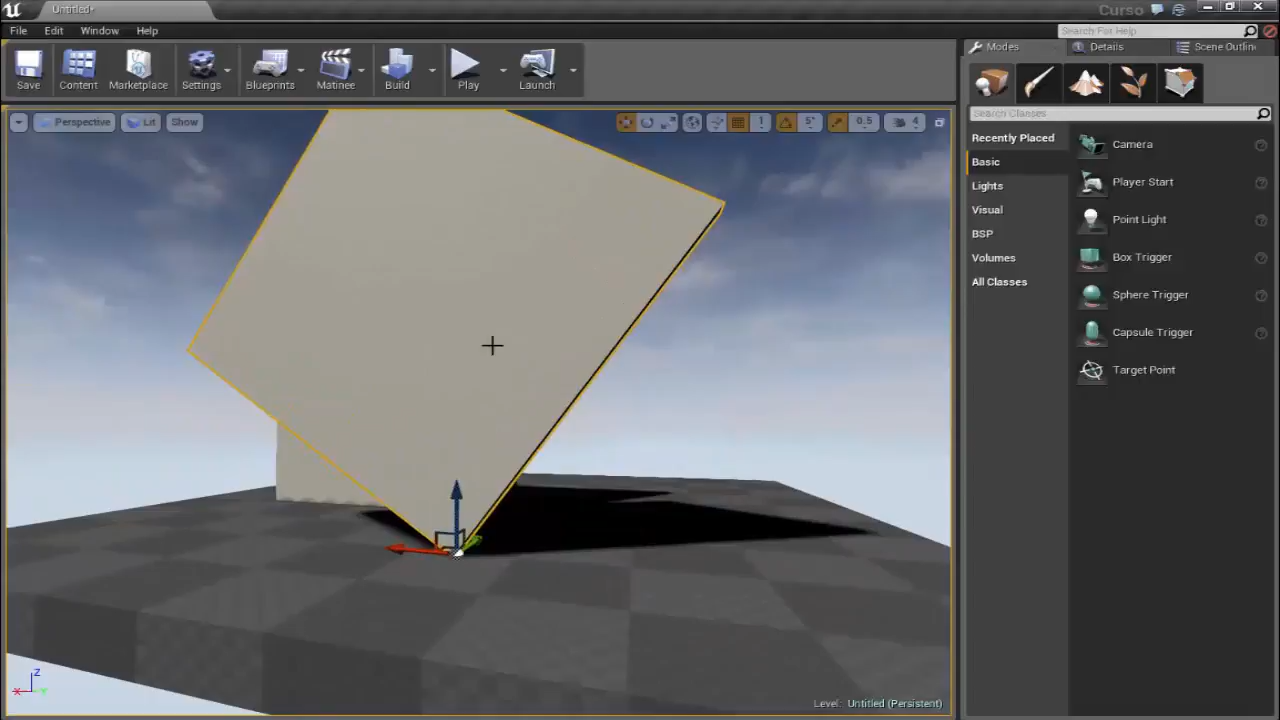 Untitled*
Curso
File Edit Window Help
Search For Help
Save Content Marketplace Settings Blueprints Matinee Build Play Launch
Modes Details Scene Outlin
Search Classes
Perspective Lit Show 1 5° 0.5 4
Recently Placed
Basic
Lights
Visual
BSP
Volumes
All Classes
Camera
Player Start
Point Light
Box Trigger
Sphere Trigger
Capsule Trigger
Target Point
Z
X Y
Level: Untitled (Persistent)